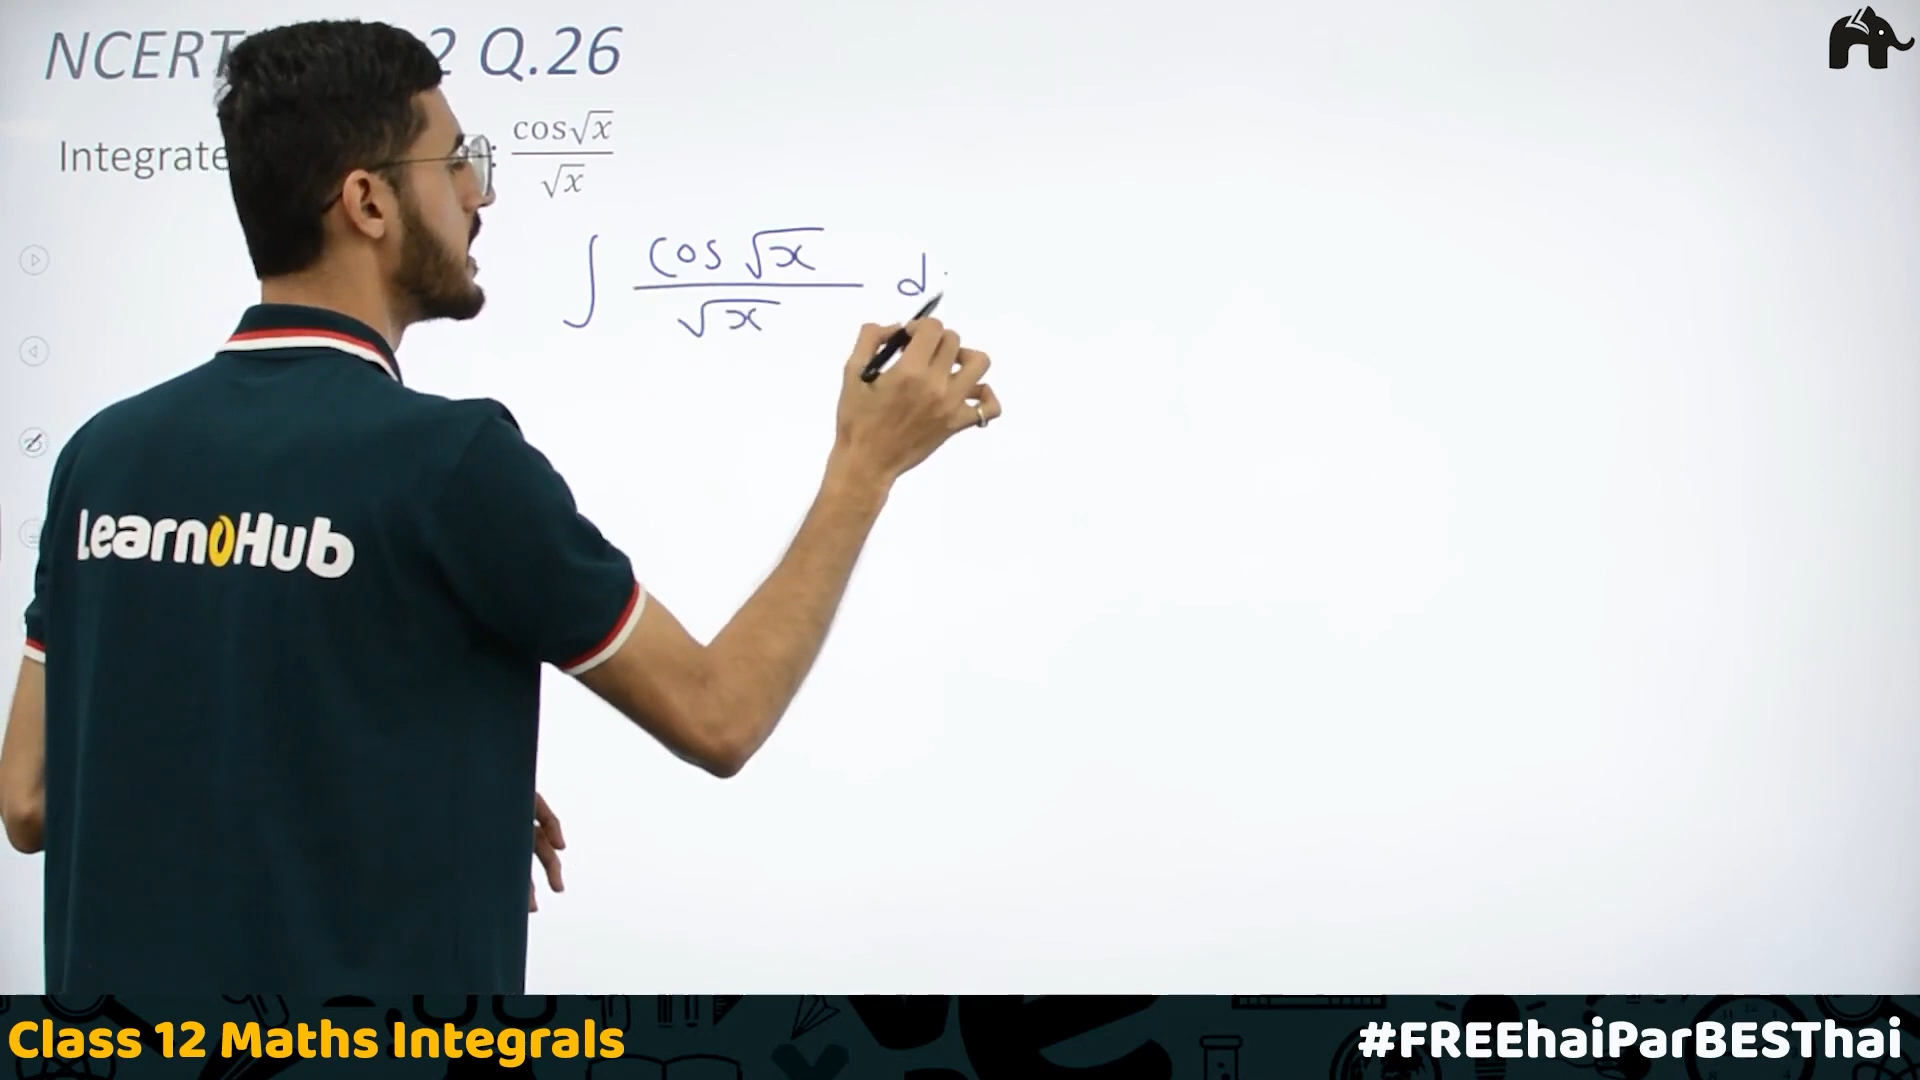 NCERT 2 Q.26
Integrate : cos√x / √x
∫ cos √x / √x d
LearnoHub
Class 12 Maths Integrals
#FREEhaiParBESThai